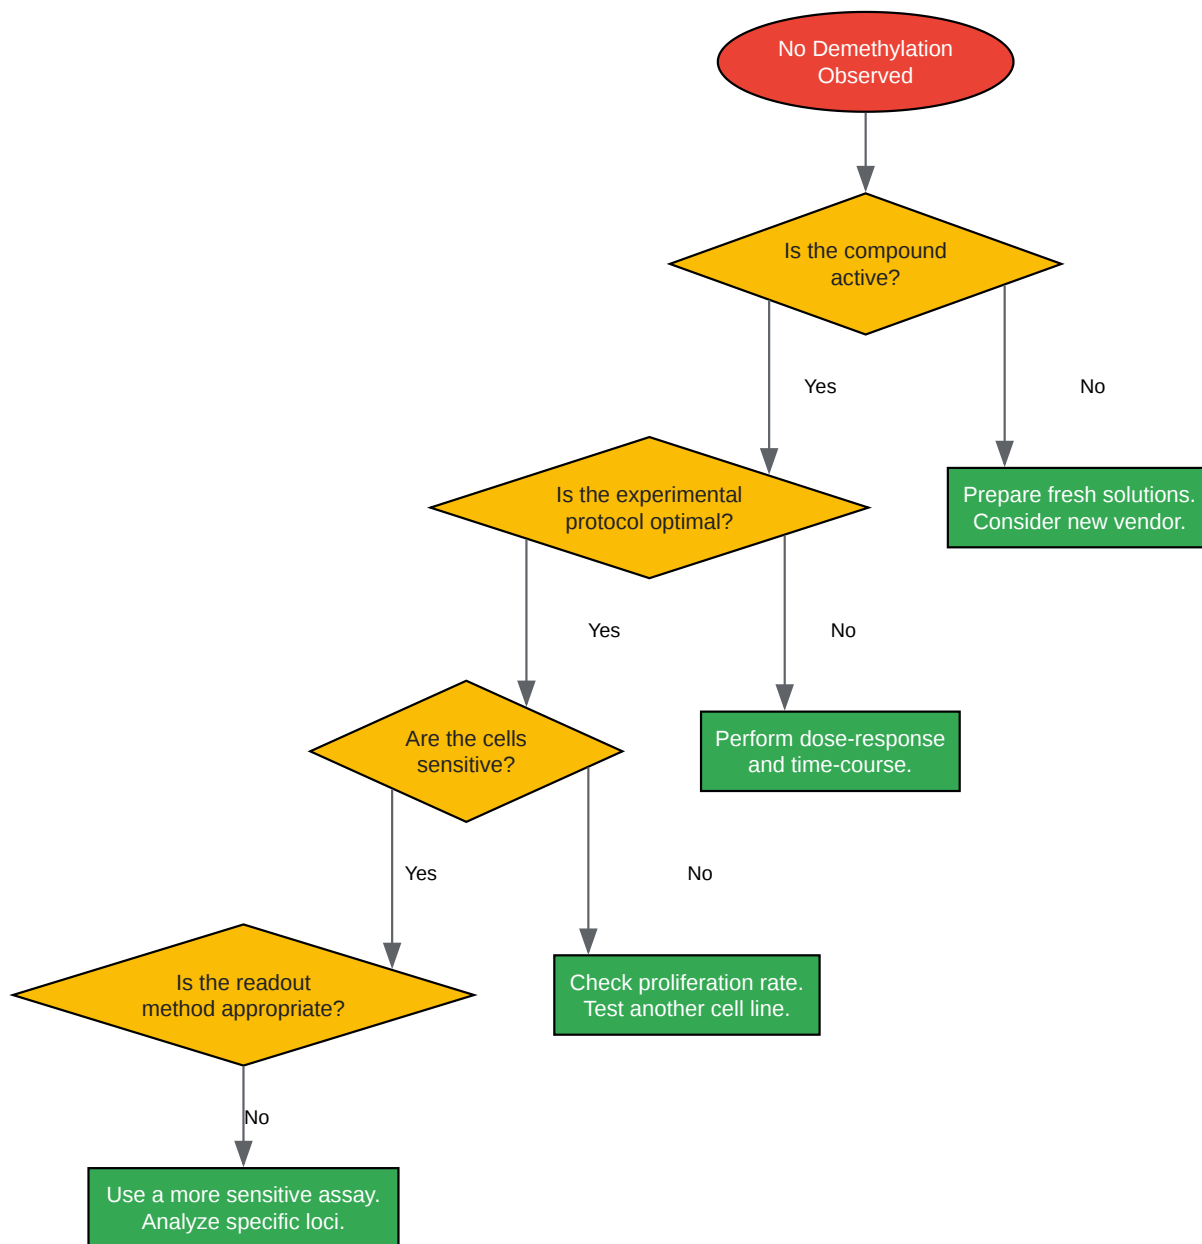 No Demethylation
Observed
Is the compound
active?
Yes
No
Is the experimental
protocol optimal?
Prepare fresh solutions.
Consider new vendor.
Yes
No
Are the cells
sensitive?
Perform dose-response
and time-course.
Yes
No
Is the readout
method appropriate?
Check proliferation rate.
Test another cell line.
No
Use a more sensitive assay.
Analyze specific loci.